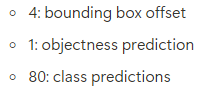 4: bounding box offset
1: objectness prediction
80: class predictions